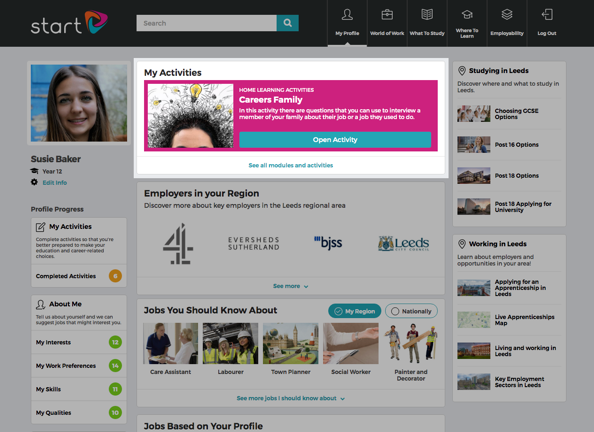 start
Search
My Profile
World of Work
What To Study
Where To
Learn
Employability
Log Out
Susie Baker
Year 12
Edit Info
Profile Progress
My Activities
Complete activities so that you're
better prepared to make your
education and career-related
choices.
Completed Activities 6
About Me
Tell us about yourself and we can
suggest jobs that might interest you.
My Interests 12
My Work Preferences 14
My Skills 11
My Qualities 10
My Activities
HOME LEARNING ACTIVITIES
Careers Family
In this activity there are questions that you can use to interview a
member of your family about their job or a job they used to do.
Open Activity
See all modules and activities
Employers in your Region
Discover more about key employers in the Leeds regional area
4
EVERSHEDS
SUTHERLAND
bjss
Leeds
CITY COUNCIL
See more
Jobs You Should Know About
My Region
Nationally
Care Assistant
Labourer
Town Planner
Social Worker
Painter and
Decorator
See more jobs I should know about
Jobs Based on Your Profile
Studying in Leeds
Discover where and what to study in
Leeds.
Choosing GCSE
Options
Post 16 Options
Post 18 Options
Post 18 Applying for
University
Working in Leeds
Learn about employers and
opportunities in your area!
Applying for an
Apprenticeship in
Leeds
Live Apprenticeships
Map
Living and working in
Leeds
Key Employment
Sectors in Leeds